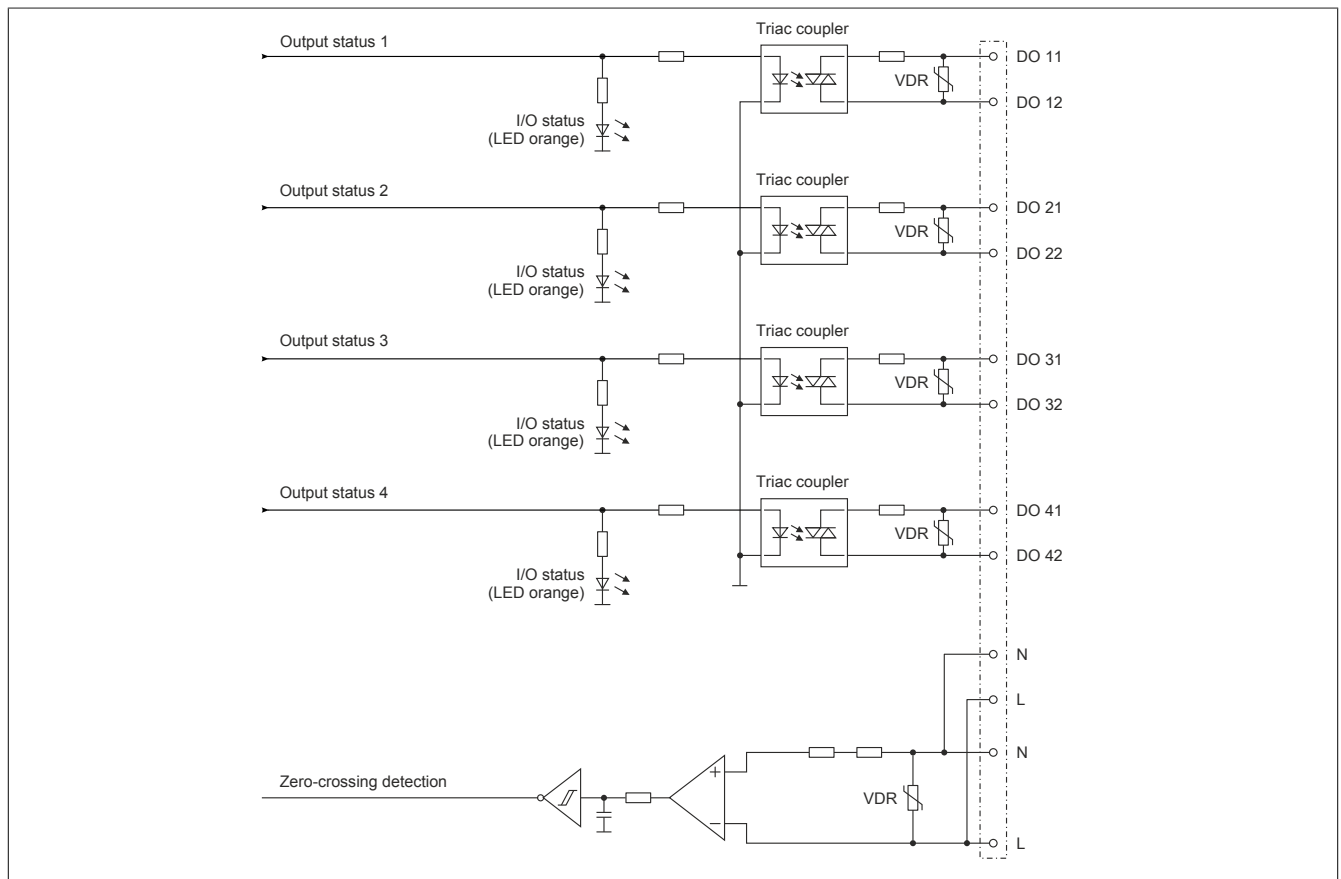 Output status 1
Triac coupler
DO 11
VDR
DO 12
I/O status
(LED orange)
Output status 2
Triac coupler
DO 21
VDR
DO 22
I/O status
(LED orange)
Output status 3
Triac coupler
DO 31
VDR
DO 32
I/O status
(LED orange)
Output status 4
Triac coupler
DO 41
VDR
DO 42
I/O status
(LED orange)
N
L
N
+
Zero-crossing detection
VDR
−
L